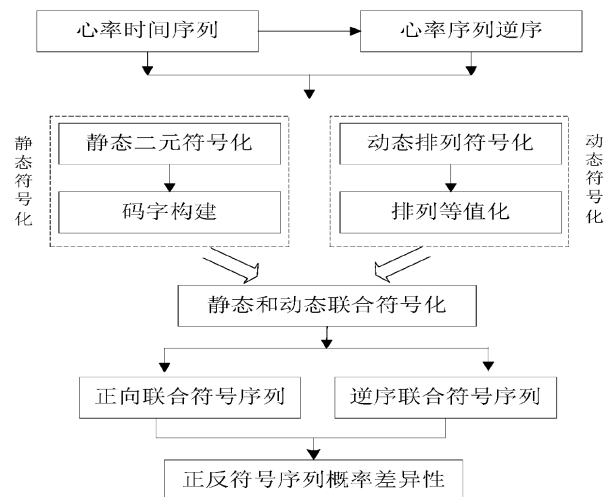 心率时间序列
心率序列逆序
静态符号化
静态二元符号化
码字构建
动态排列符号化
排列等值化
动态符号化
静态和动态联合符号化
正向联合符号序列
逆序联合符号序列
正反符号序列概率差异性